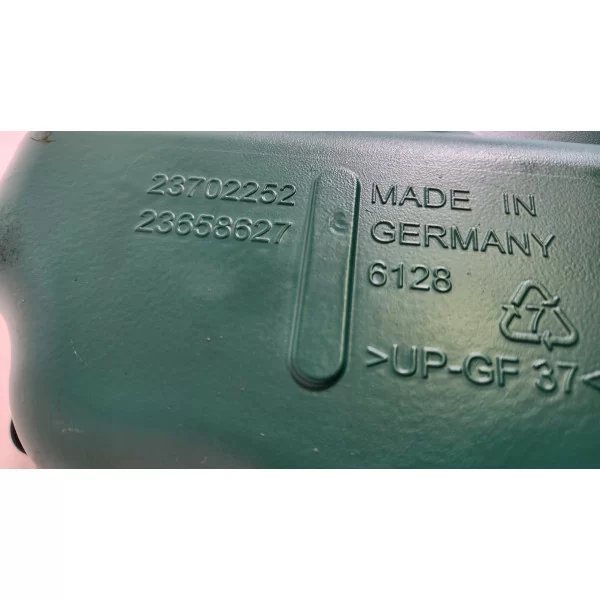 23702252
23658627
MADE IN
GERMANY
6128
7
>UP-GF 37<